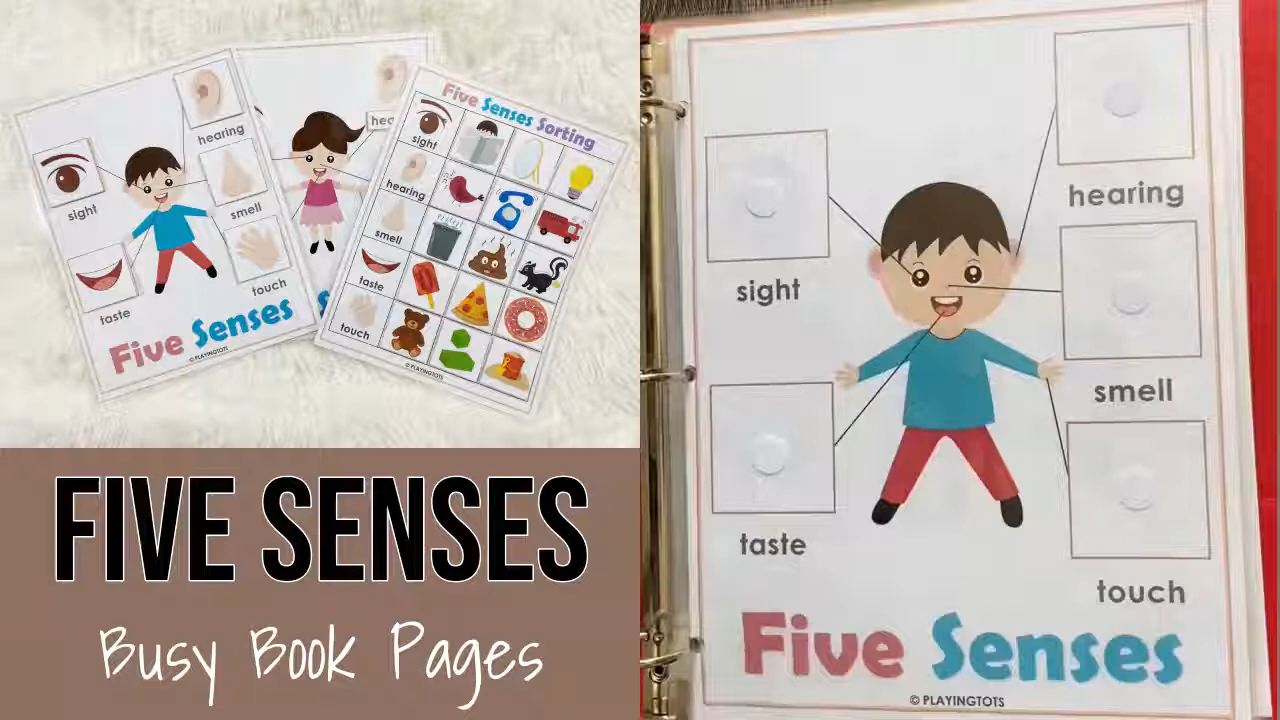 hearing
sight
smell
taste
touch
Five Senses
© PLAYINGTOTS
hea
Five Senses Sorting
sight
hearing
smell
taste
touch
© PLAYINGTOTS
FIVE SENSES
Busy Book Pages
hearing
sight
smell
taste
touch
Five Senses
© PLAYINGTOTS